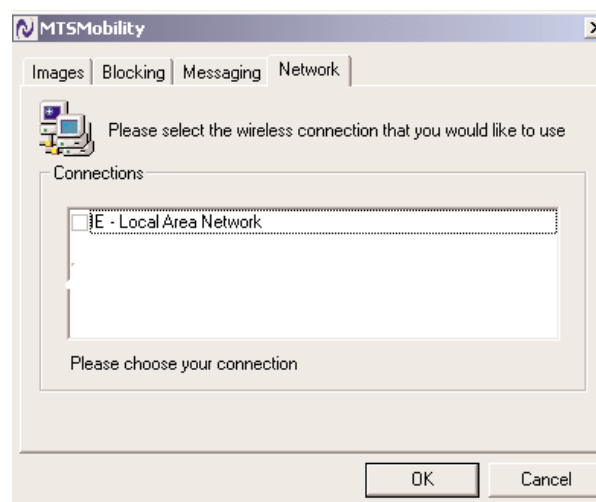 MTSMobility
Images Blocking Messaging Network
Please select the wireless connection that you would like to use
Connections
IE - Local Area Network
Please choose your connection
OK Cancel